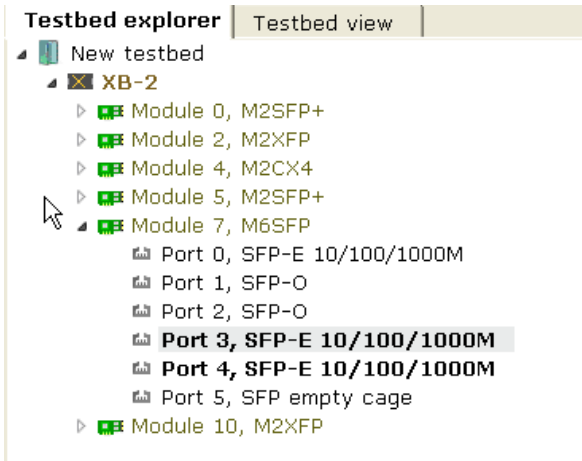 Testbed explorer Testbed view
New testbed
XB-2
Module 0, M2SFP+
Module 2, M2XFP
Module 4, M2CX4
Module 5, M2SFP+
Module 7, M6SFP
Port 0, SFP-E 10/100/1000M
Port 1, SFP-O
Port 2, SFP-O
Port 3, SFP-E 10/100/1000M
Port 4, SFP-E 10/100/1000M
Port 5, SFP empty cage
Module 10, M2XFP